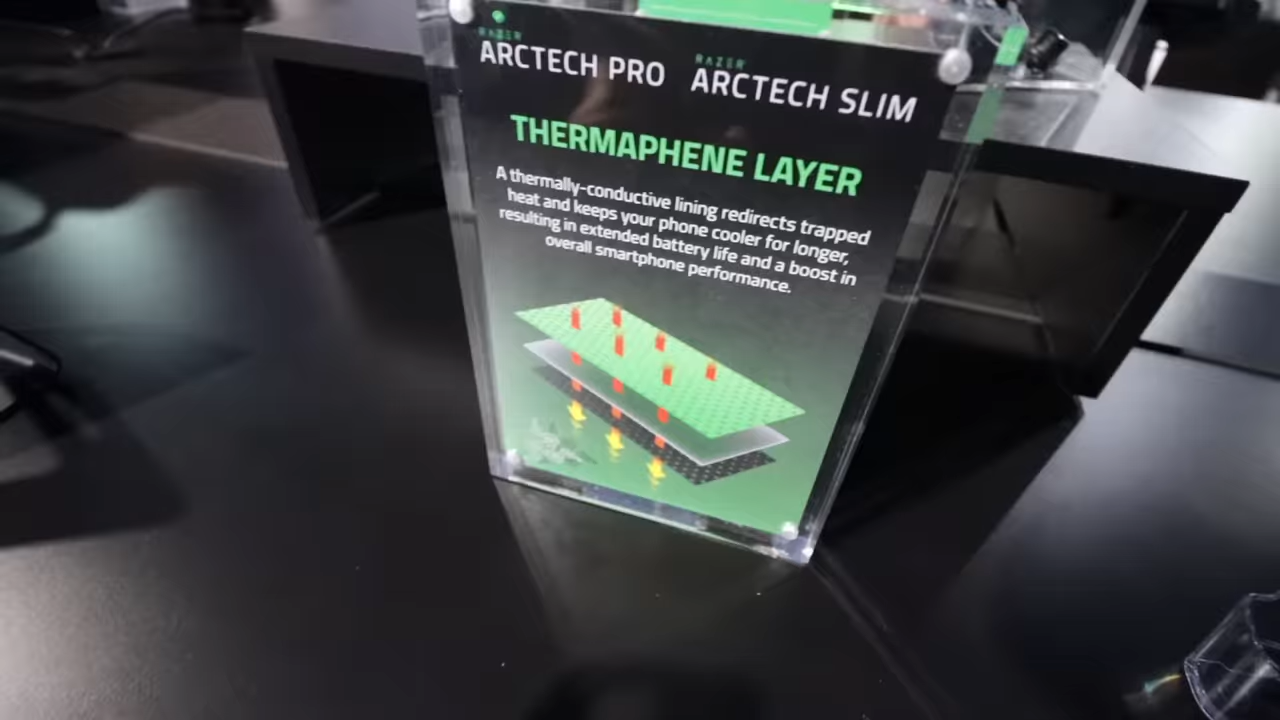 RAZER
ARCTECH PRO
RAZER
ARCTECH SLIM
THERMAPHENE LAYER
A thermally-conductive lining redirects trapped
heat and keeps your phone cooler for longer,
resulting in extended battery life and a boost in
overall smartphone performance.